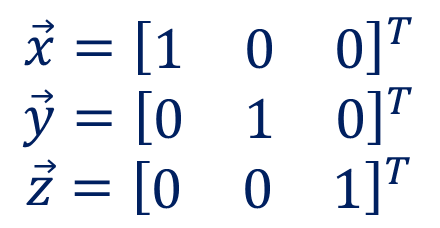 x⃗ = [1 0 0]ᵀ
y⃗ = [0 1 0]ᵀ
z⃗ = [0 0 1]ᵀ